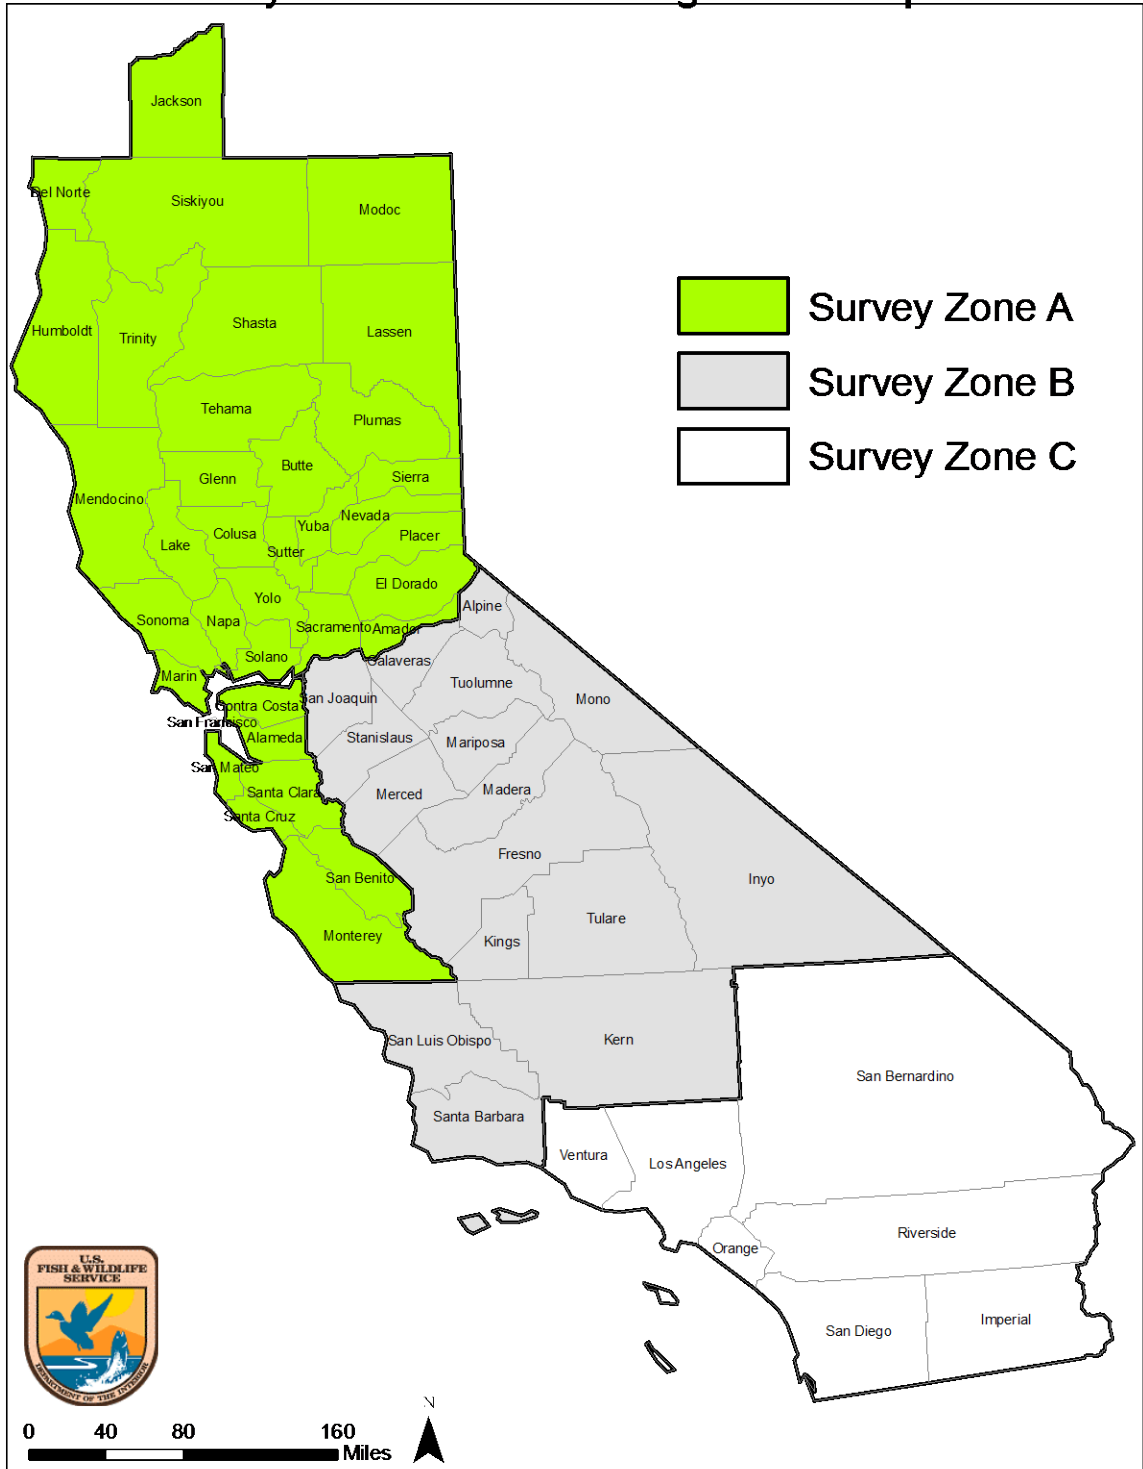 Jackson
Del Norte
Siskiyou
Modoc
Humboldt
Trinity
Shasta
Lassen
Tehama
Plumas
Butte
Glenn
Sierra
Mendocino
Nevada
Yuba
Colusa
Placer
Lake
Sutter
El Dorado
Yolo
Sonoma
Napa
Sacramento
Amador
Alpine
Solano
Calaveras
Marin
Tuolumne
San Joaquin
Mono
Contra Costa
San Francisco
Alameda
Stanislaus
Mariposa
San Mateo
Santa Clara
Merced
Madera
Santa Cruz
Fresno
San Benito
Inyo
Tulare
Monterey
Kings
San Luis Obispo
Kern
San Bernardino
Santa Barbara
Ventura
Los Angeles
Riverside
Orange
San Diego
Imperial
Survey Zone A
Survey Zone B
Survey Zone C
U.S.
FISH & WILDLIFE
SERVICE
DEPARTMENT OF THE INTERIOR
0 40 80 160
Miles
N